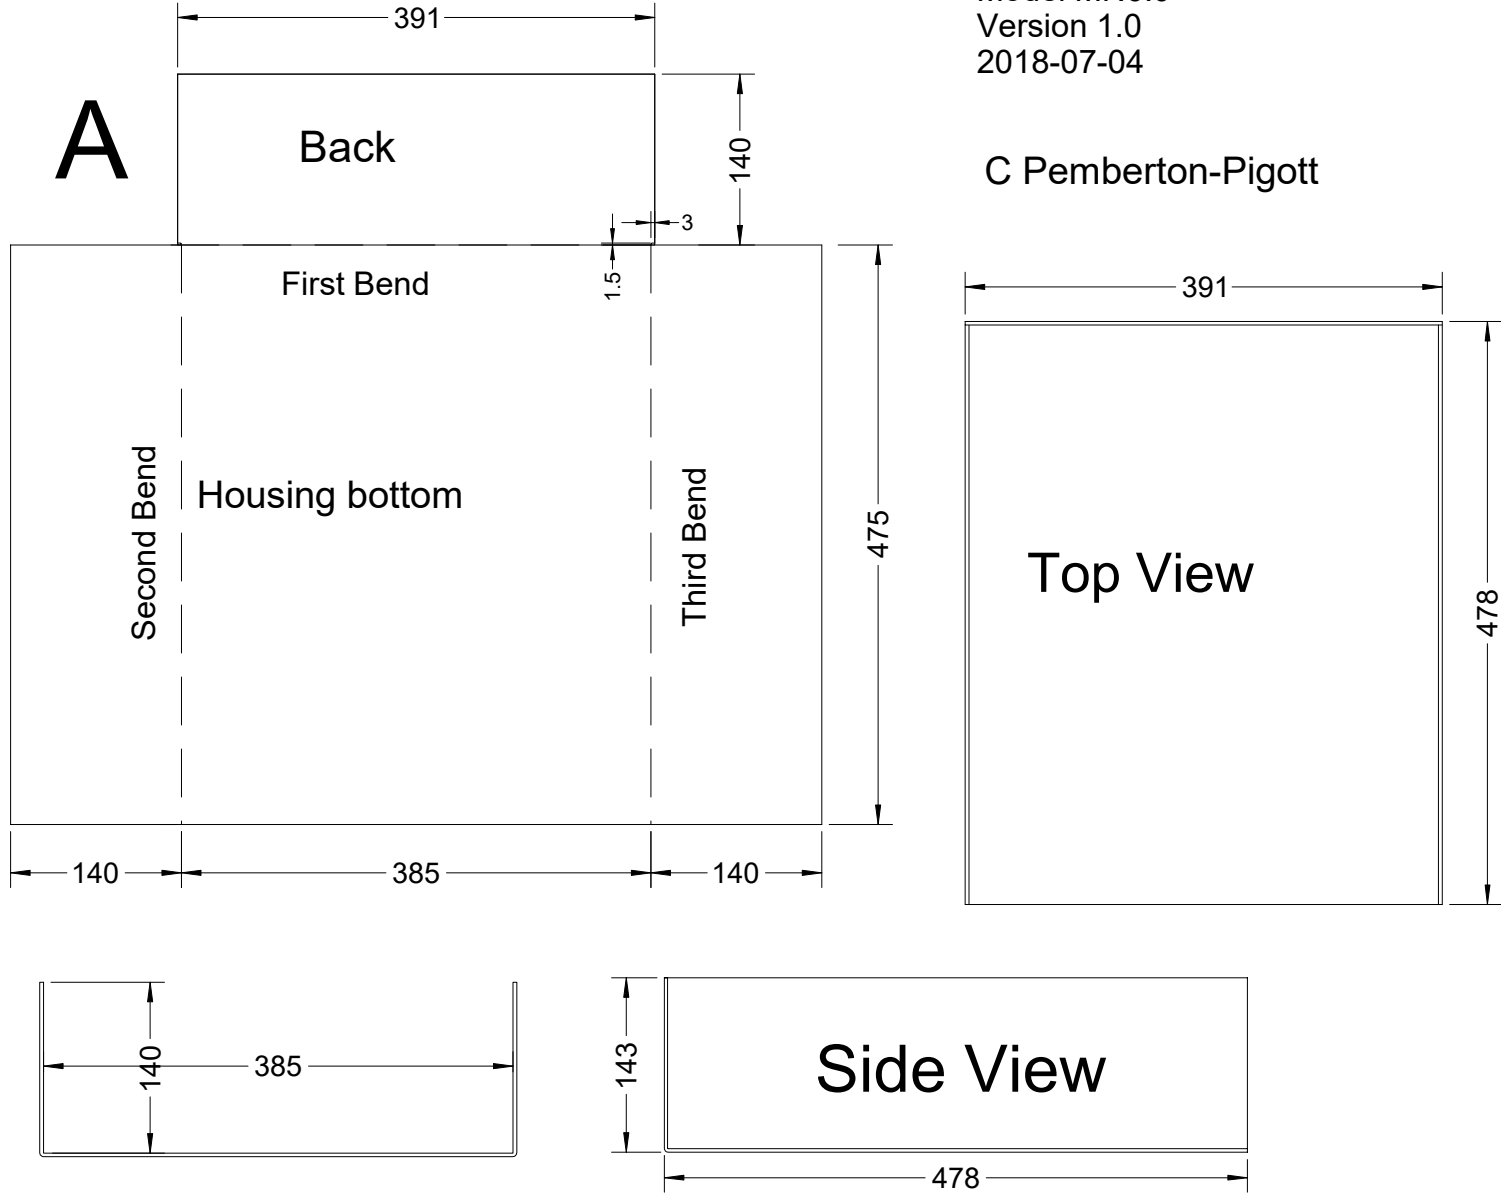 391
Version 1.0
2018-07-04
A
Back
140
C Pemberton-Pigott
3
First Bend
1.5
391
Second Bend
Housing bottom
Third Bend
475
Top View
478
140
385
140
140
385
143
Side View
478